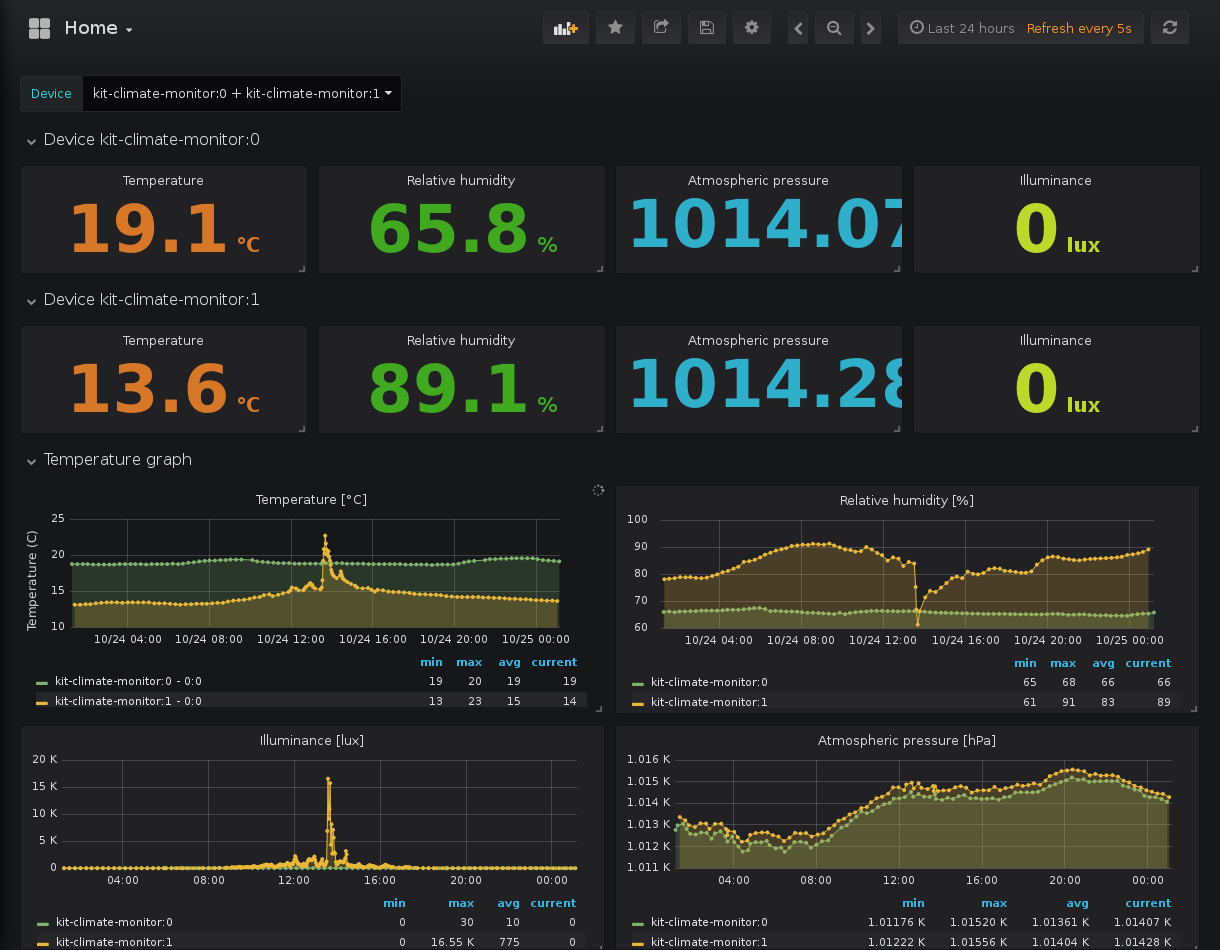 Home
Last 24 hours Refresh every 5s
Device kit-climate-monitor:0 + kit-climate-monitor:1
Device kit-climate-monitor:0
Temperature Relative humidity Atmospheric pressure Illuminance
19.1 °C 65.8 % 1014.07 0 lux
Device kit-climate-monitor:1
Temperature Relative humidity Atmospheric pressure Illuminance
13.6 °C 89.1 % 1014.28 0 lux
Temperature graph
Temperature [°C]
Temperature (C)
25
20
15
10
10/24 04:00 10/24 08:00 10/24 12:00 10/24 16:00 10/24 20:00 10/25 00:00
min max avg current
kit-climate-monitor:0 - 0:0 19 20 19 19
kit-climate-monitor:1 - 0:0 13 23 15 14
Relative humidity [%]
100
90
80
70
60
10/24 04:00 10/24 08:00 10/24 12:00 10/24 16:00 10/24 20:00 10/25 00:00
min max avg current
kit-climate-monitor:0 65 68 66 66
kit-climate-monitor:1 61 91 83 89
Illuminance [lux]
20 K
15 K
10 K
5 K
0
04:00 08:00 12:00 16:00 20:00 00:00
min max avg current
kit-climate-monitor:0 0 30 10 0
kit-climate-monitor:1 0 16.55 K 775 0
Atmospheric pressure [hPa]
1.016 K
1.015 K
1.014 K
1.013 K
1.012 K
1.011 K
04:00 08:00 12:00 16:00 20:00 00:00
min max avg current
kit-climate-monitor:0 1.01176 K 1.01520 K 1.01361 K 1.01407 K
kit-climate-monitor:1 1.01222 K 1.01556 K 1.01404 K 1.01428 K